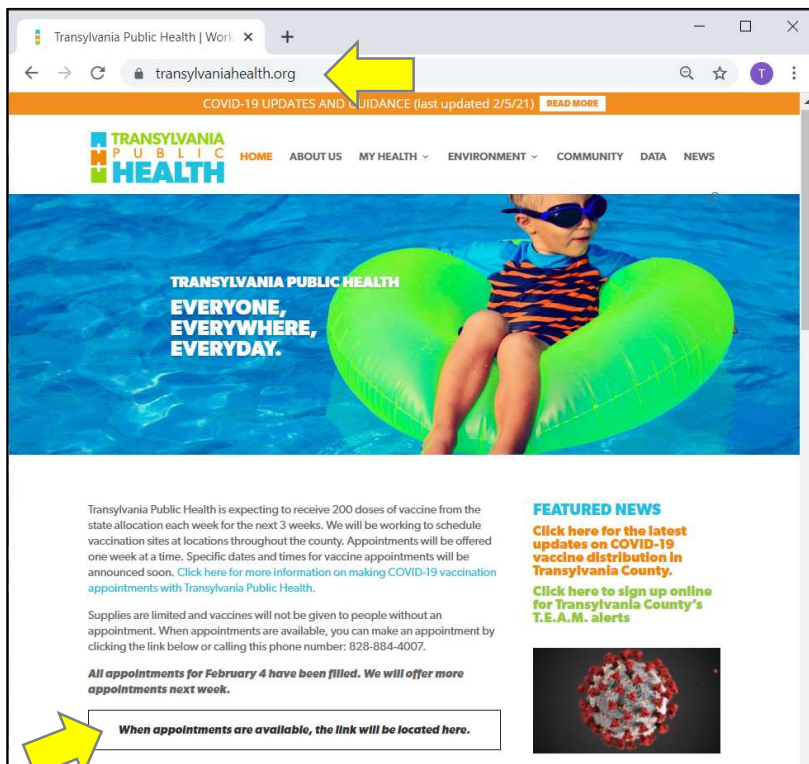 Transylvania Public Health | Work
transylvaniahealth.org
T
COVID-19 UPDATES AND GUIDANCE (last updated 2/5/21) READ MORE
TRANSYLVANIA
PUBLIC
HEALTH
HOME ABOUT US MY HEALTH ENVIRONMENT COMMUNITY DATA NEWS
TRANSYLVANIA PUBLIC HEALTH
EVERYONE,
EVERYWHERE,
EVERYDAY.
Transylvania Public Health is expecting to receive 200 doses of vaccine from the
state allocation each week for the next 3 weeks. We will be working to schedule
vaccination sites at locations throughout the county. Appointments will be offered
one week at a time. Specific dates and times for vaccine appointments will be
announced soon. Click here for more information on making COVID-19 vaccination
appointments with Transylvania Public Health.
Supplies are limited and vaccines will not be given to people without an
appointment. When appointments are available, you can make an appointment by
clicking the link below or calling this phone number: 828-884-4007.
All appointments for February 4 have been filled. We will offer more
appointments next week.
When appointments are available, the link will be located here.
FEATURED NEWS
Click here for the latest
updates on COVID-19
vaccine distribution in
Transylvania County.
Click here to sign up online
for Transylvania County's
T.E.A.M. alerts